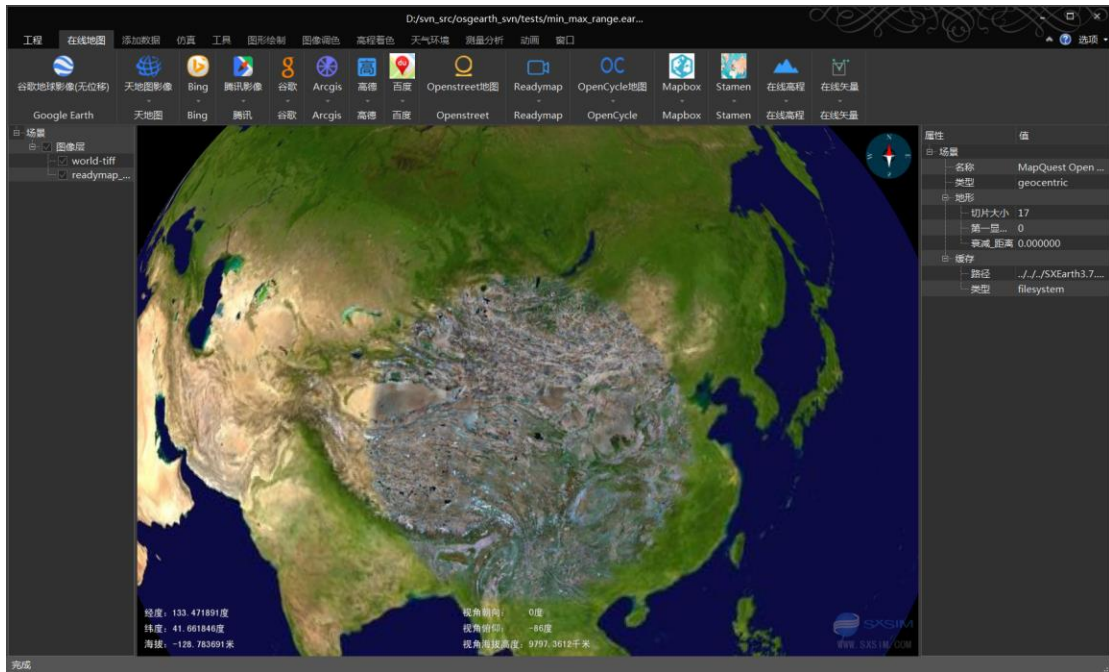 D:/svn_src/osgearth_svn/tests/min_max_range.ear...
工程 在线地图 添加数据 仿真 工具 图形绘制 图像调色 高程着色 天气环境 测量分析 动画 窗口 选项
高
谷歌地球影像(无位移) 天地图影像 Bing 腾讯影像 谷歌 Arcgis 高德 百度 Openstreet地图 Readymap OpenCycle地图 Mapbox Stamen 在线高程 在线矢量
Google Earth 天地图 Bing 腾讯 谷歌 Arcgis 高德 百度 Openstreet Readymap OpenCycle Mapbox Stamen 在线高程 在线矢量
场景
图像层
world-tiff
readymap_...
N
属性 值
场景
名称 MapQuest Open ...
类型 geocentric
地形
切片大小 17
第一层... 0
衰减_距离 0.000000
缓存
路径 ../../../SXEarth3.7....
类型 filesystem
经度: 133.471891度 视角朝向: 0度
纬度: 41.661846度 视角俯仰: -86度
海拔: -128.783691米 视角海拔高度: 9797.3612千米
SXSIM
WWW.SXSIM.COM
完成